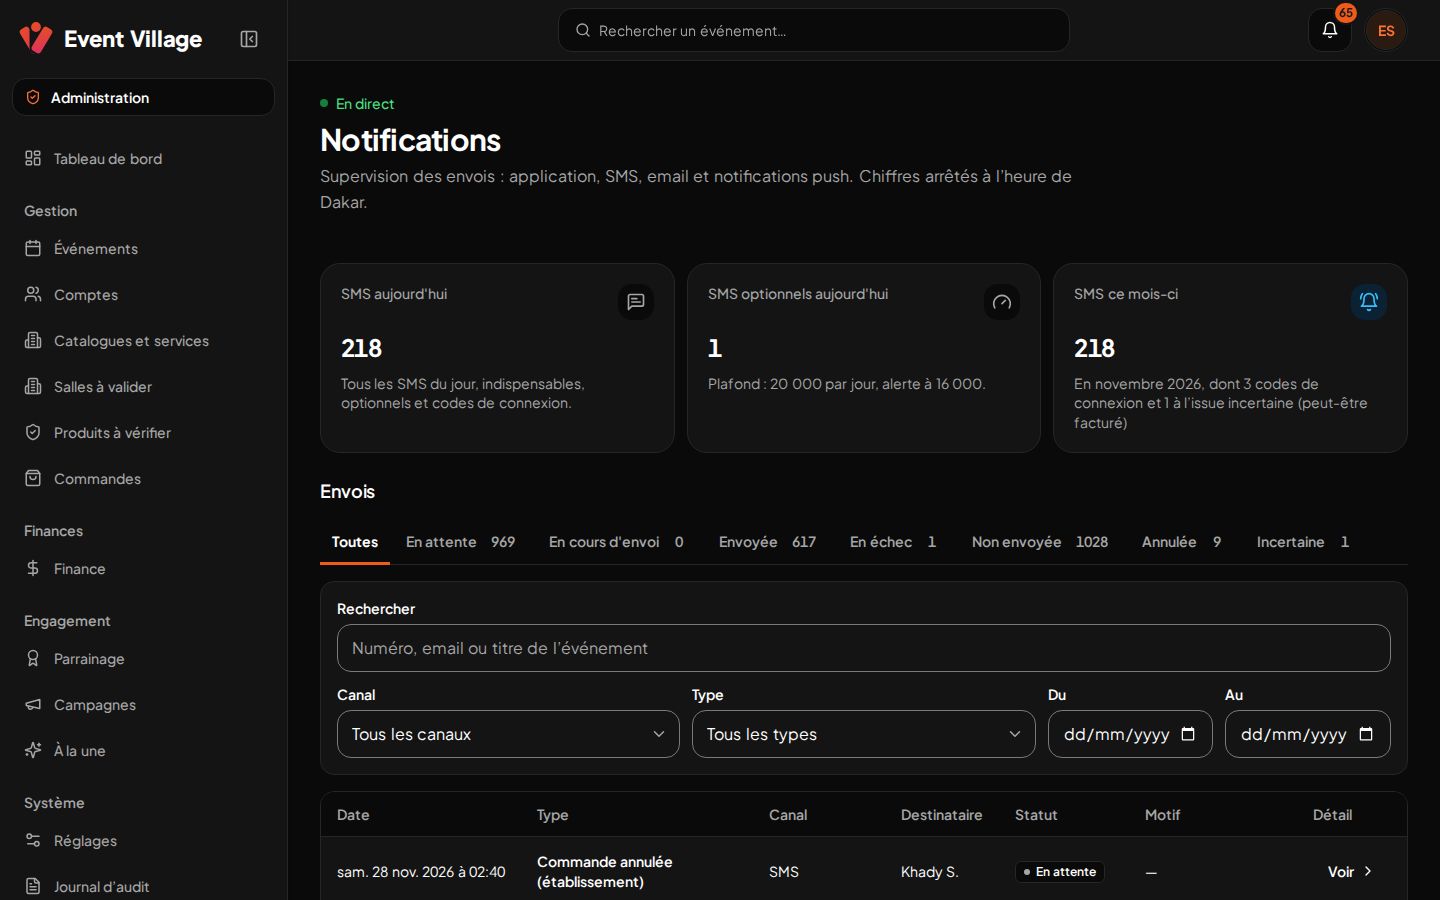 Event Village
Rechercher un événement...
65
ES
Administration
Tableau de bord
Gestion
Événements
Comptes
Catalogues et services
Salles à valider
Produits à vérifier
Commandes
Finances
Finance
Engagement
Parrainage
Campagnes
À la une
Système
Réglages
Journal d'audit
En direct
Notifications
Supervision des envois : application, SMS, email et notifications push. Chiffres arrêtés à l'heure de
Dakar.
SMS aujourd'hui
218
Tous les SMS du jour, indispensables,
optionnels et codes de connexion.
SMS optionnels aujourd'hui
1
Plafond : 20 000 par jour, alerte à 16 000.
SMS ce mois-ci
218
En novembre 2026, dont 3 codes de
connexion et 1 à l'issue incertaine (peut-être
facturé)
Envois
Toutes En attente 969 En cours d'envoi 0 Envoyée 617 En échec 1 Non envoyée 1028 Annulée 9 Incertaine 1
Rechercher
Numéro, email ou titre de l'événement
Canal Type Du Au
Tous les canaux Tous les types dd/mm/yyyy dd/mm/yyyy
Date Type Canal Destinataire Statut Motif Détail
sam. 28 nov. 2026 à 02:40 Commande annulée (établissement) SMS Khady S. En attente — Voir